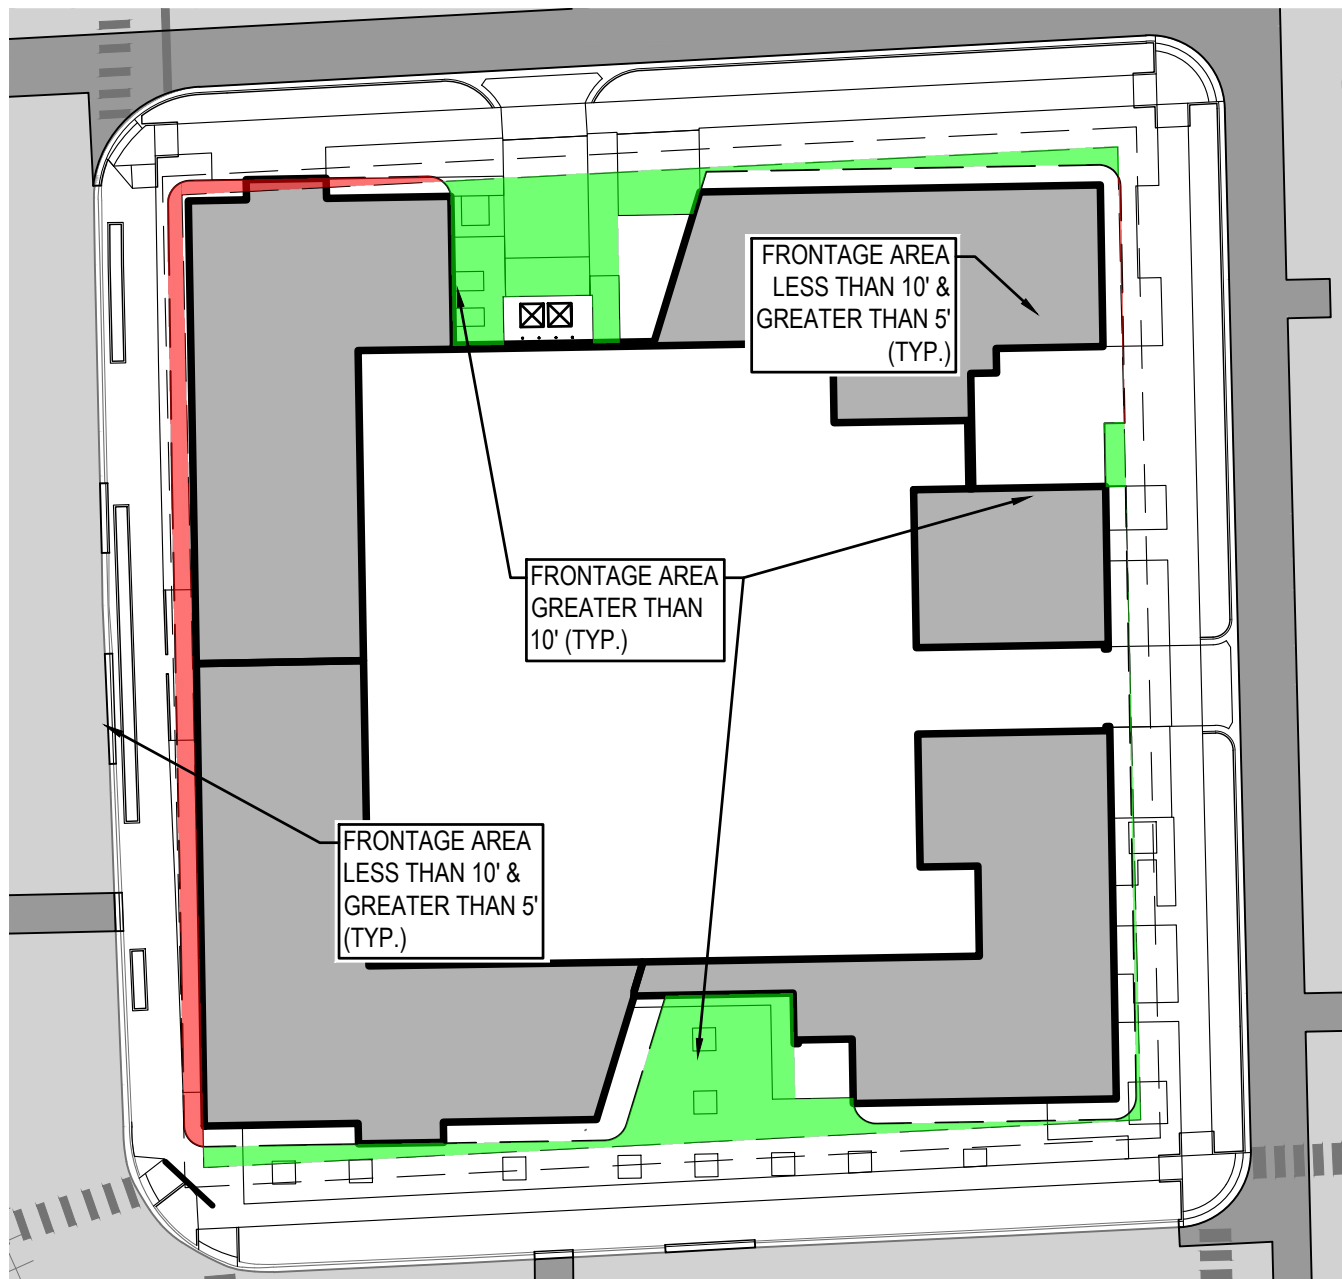 FRONTAGE AREA
LESS THAN 10' &
GREATER THAN 5'
(TYP.)
FRONTAGE AREA
GREATER THAN
10' (TYP.)
FRONTAGE AREA
LESS THAN 10' &
GREATER THAN 5'
(TYP.)